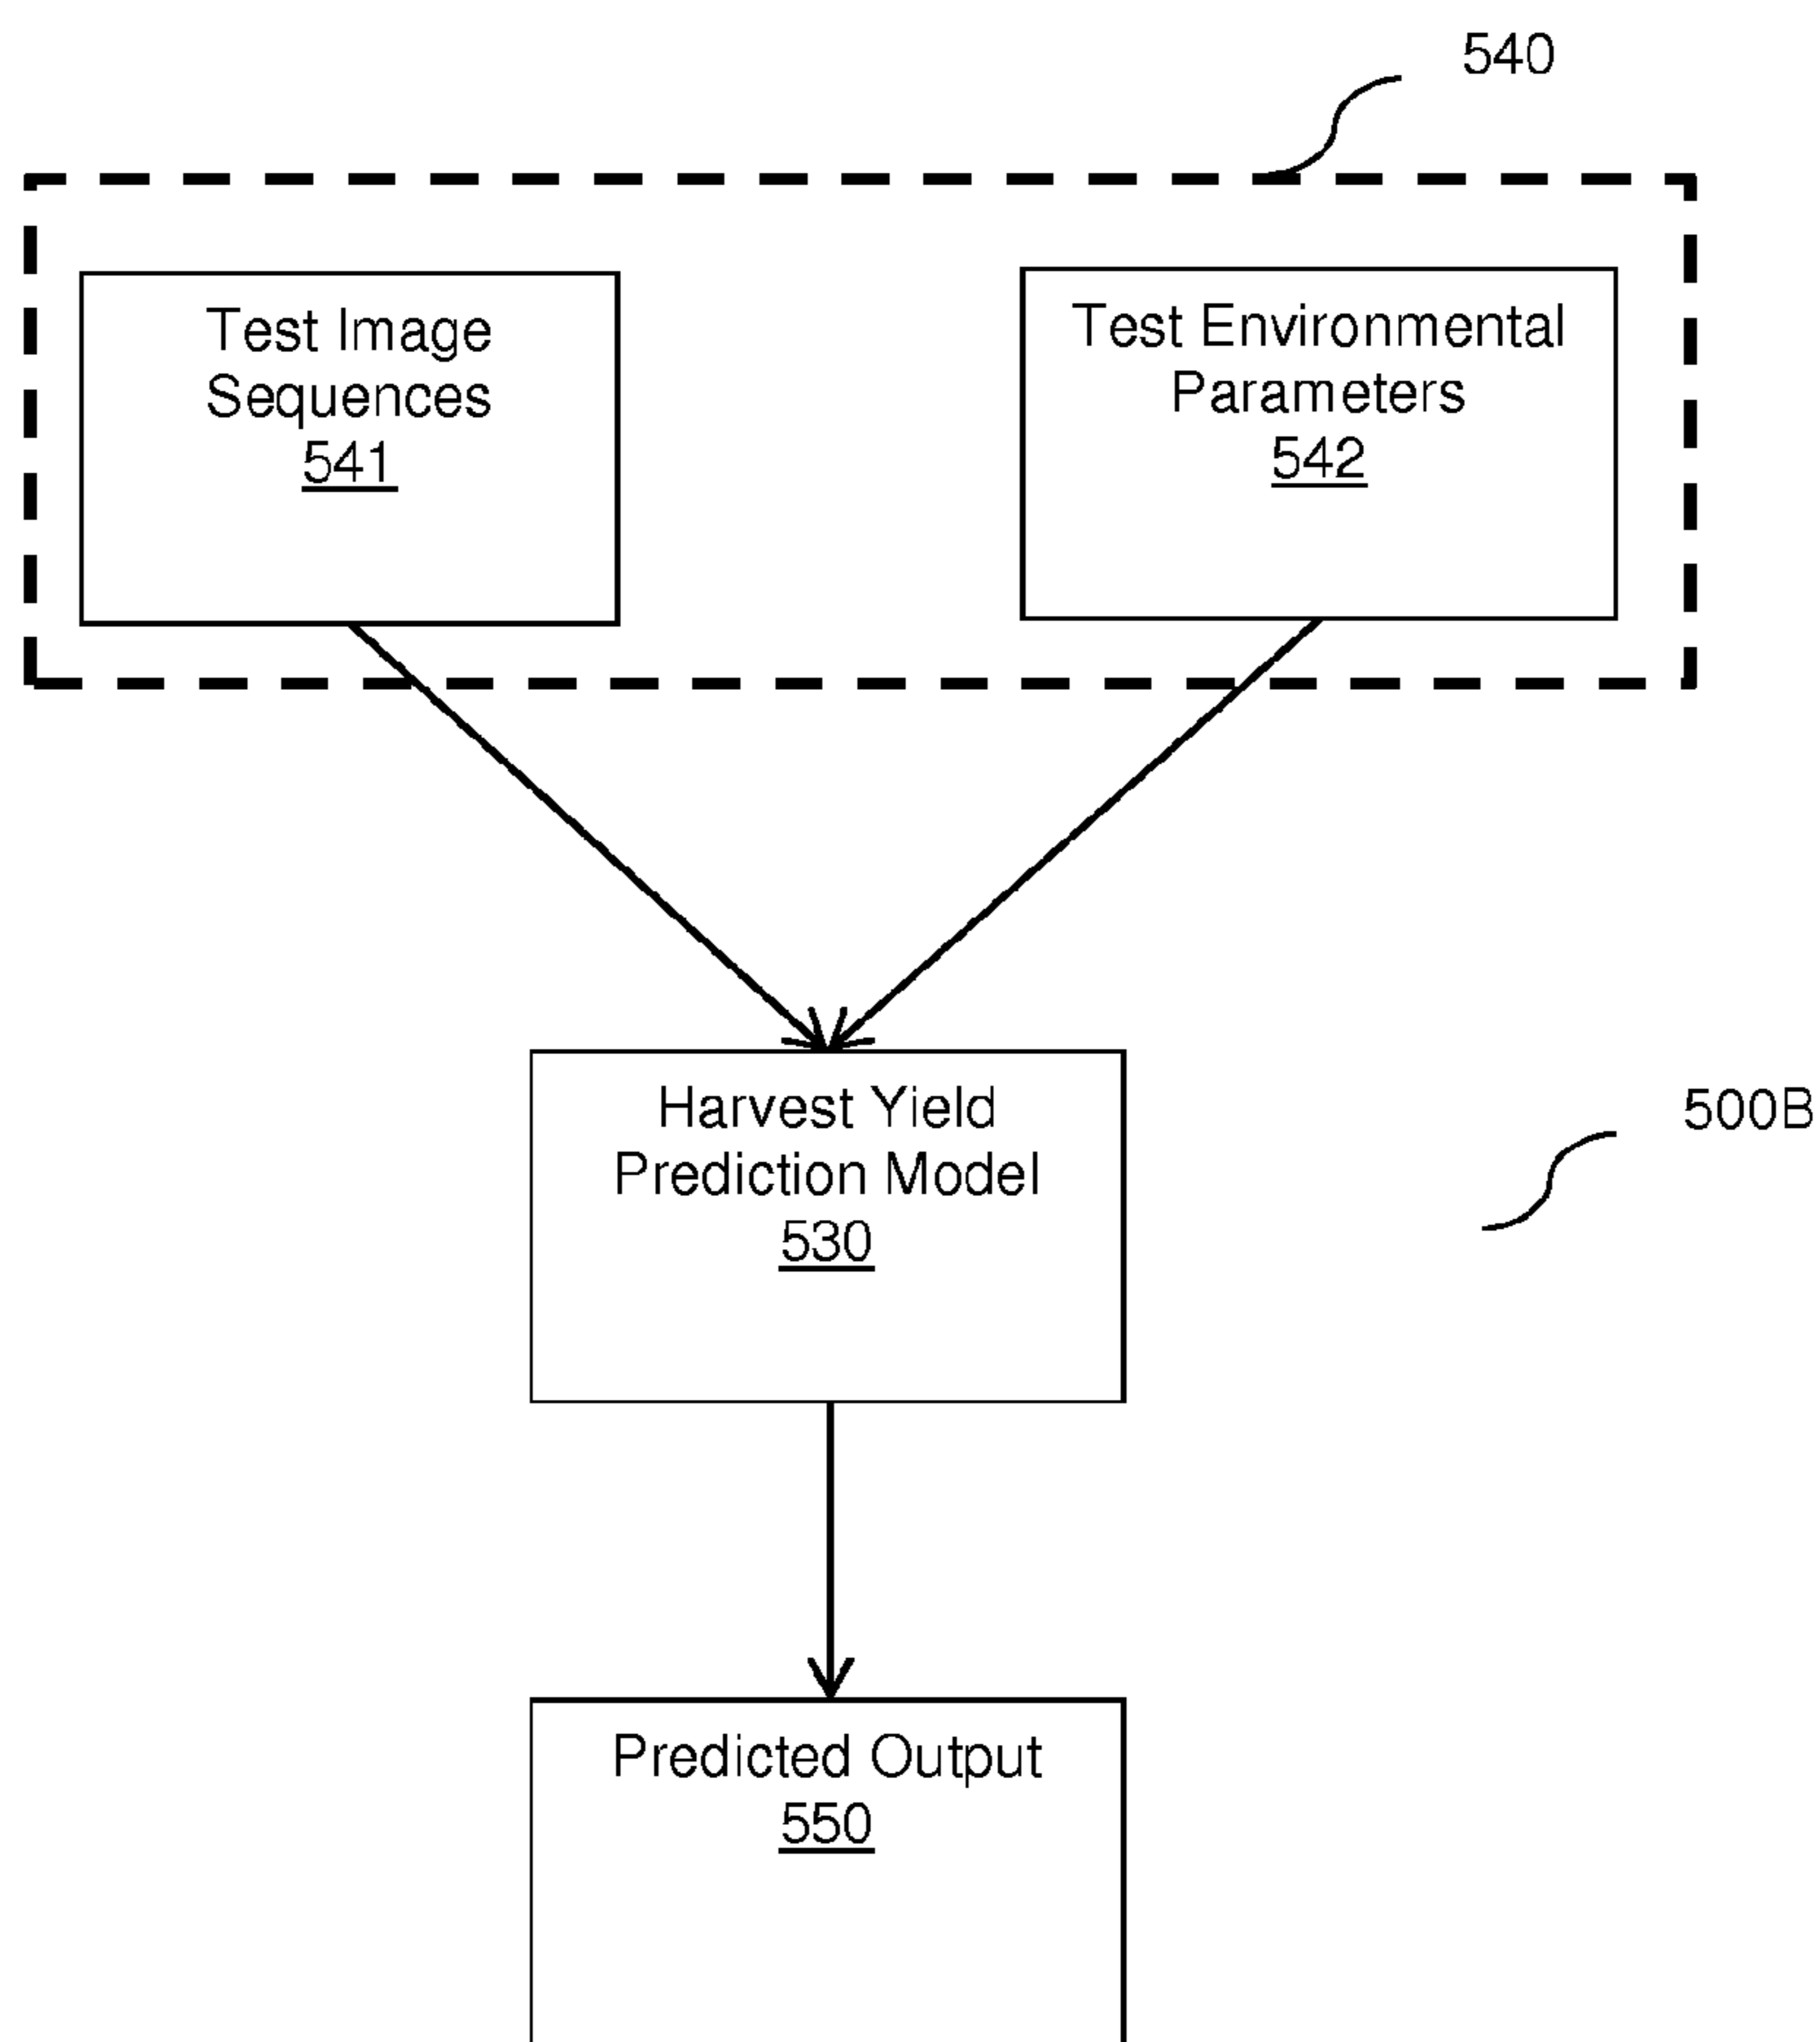 540
Test Image
Sequences
541
Test Environmental
Parameters
542
Harvest Yield
Prediction Model
530
500B
Predicted Output
550